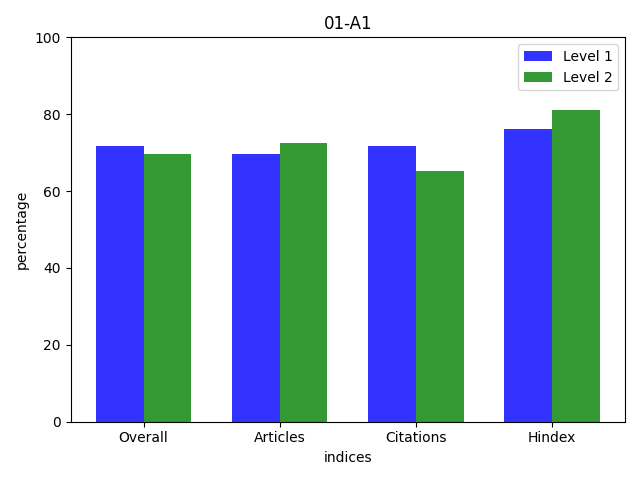 01-A1
Level 1
Level 2
percentage
100
80
60
40
20
0
Overall
Articles
Citations
Hindex
indices